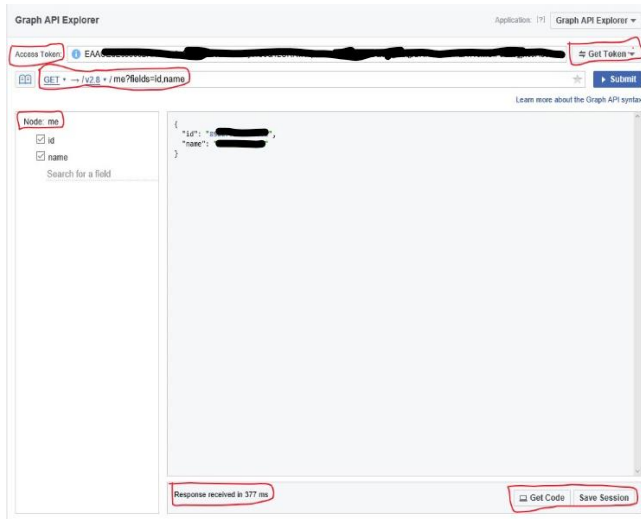 Graph API Explorer
Application: [?] Graph API Explorer
Access Token: EAAC
Get Token
GET → /v2.8 / me?fields=id,name
Submit
Learn more about the Graph API syntax
Node: me
id
name
Search for a field
{
"id": "
",
"name": "
}
Response received in 377 ms
Get Code Save Session